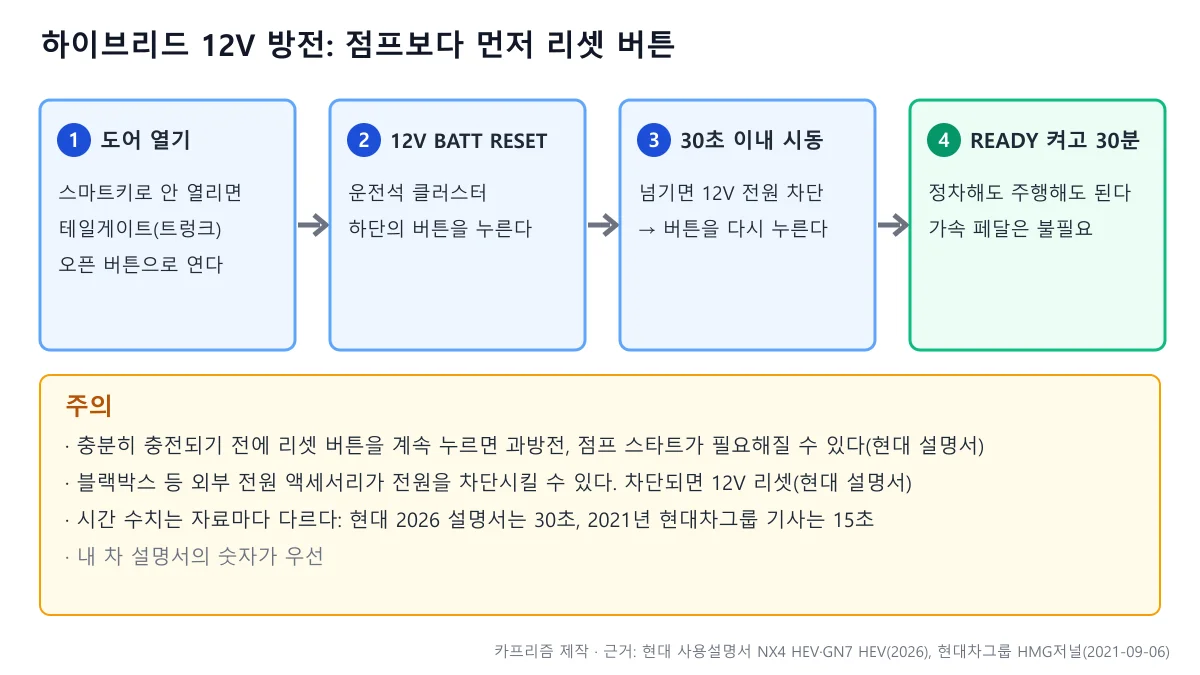 하이브리드 12V 방전: 점프보다 먼저 리셋 버튼
1 도어 열기
스마트키로 안 열리면
테일게이트(트렁크)
오픈 버튼으로 연다
2 12V BATT RESET
운전석 클러스터
하단의 버튼을 누른다
3 30초 이내 시동
넘기면 12V 전원 차단
→ 버튼을 다시 누른다
4 READY 켜고 30분
정차해도 주행해도 된다
가속 페달은 불필요
주의
· 충분히 충전되기 전에 리셋 버튼을 계속 누르면 과방전, 점프 스타트가 필요해질 수 있다(현대 설명서)
· 블랙박스 등 외부 전원 액세서리가 전원을 차단시킬 수 있다. 차단되면 12V 리셋(현대 설명서)
· 시간 수치는 자료마다 다르다: 현대 2026 설명서는 30초, 2021년 현대차그룹 기사는 15초
· 내 차 설명서의 숫자가 우선
카프리즘 제작 · 근거: 현대 사용설명서 NX4 HEV·GN7 HEV(2026), 현대차그룹 HMG저널(2021-09-06)